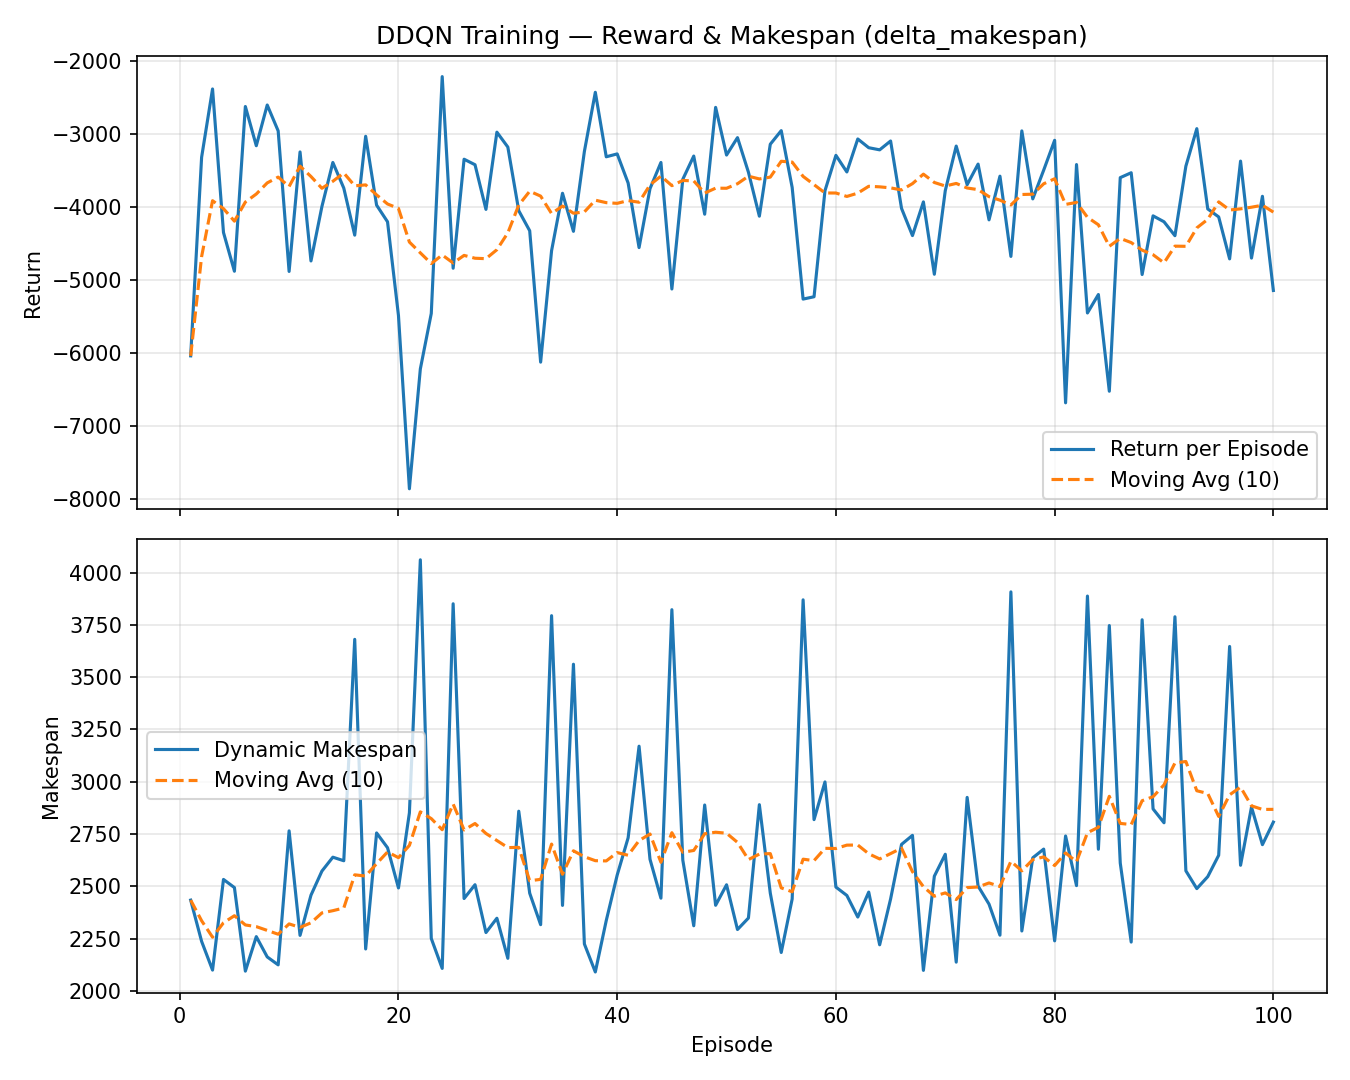 DDQN Training — Reward & Makespan (delta_makespan)
−2000
−3000
−4000
−5000
−6000
−7000
−8000
Return
Return per Episode
Moving Avg (10)
4000
3750
3500
3250
3000
2750
2500
2250
2000
Makespan
Dynamic Makespan
Moving Avg (10)
0 20 40 60 80 100
Episode